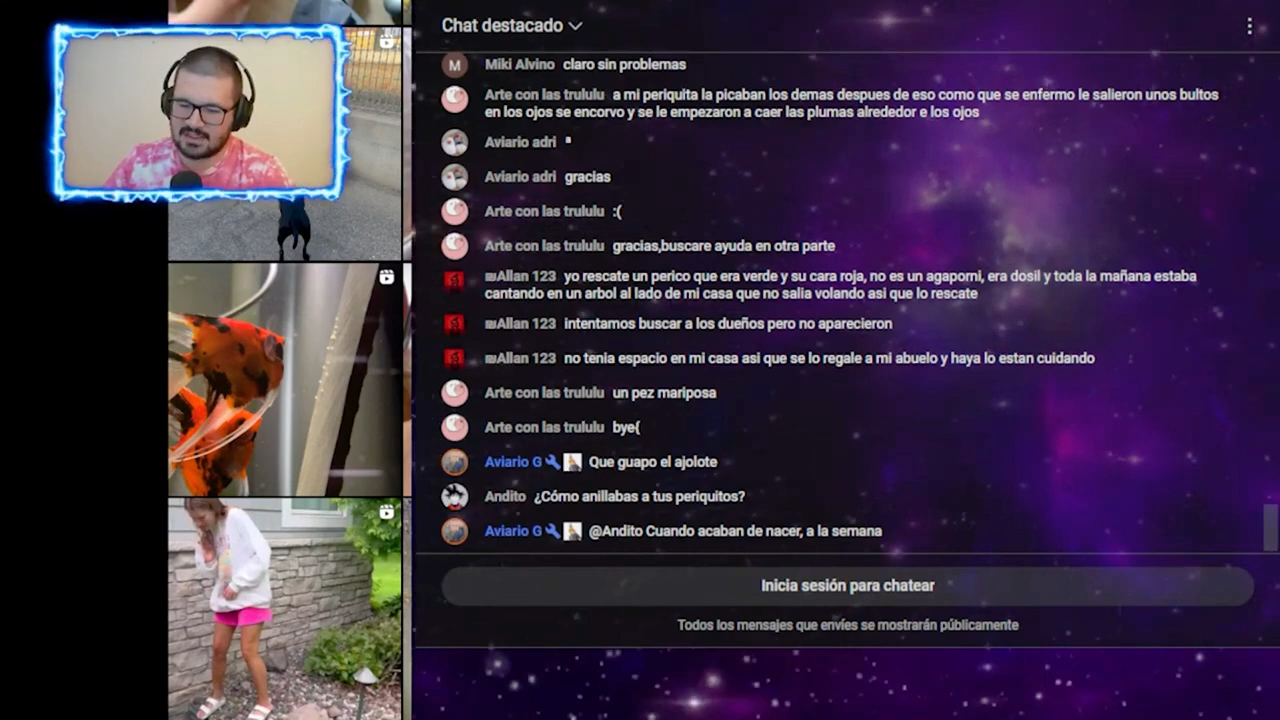 Chat destacado
M Miki Alvino claro sin problemas
Arte con las trululu a mi periquita la picaban los demas despues de eso como que se enfermo le salieron unos bultos
en los ojos se encorvo y se le empezaron a caer las plumas alrededor e los ojos
Aviario adri
Aviario adri gracias
Arte con las trululu :(
Arte con las trululu gracias,buscare ayuda en otra parte
₪Allan 123 yo rescate un perico que era verde y su cara roja, no es un agaporni, era dosil y toda la mañana estaba
cantando en un arbol al lado de mi casa que no salia volando asi que lo rescate
₪Allan 123 intentamos buscar a los dueños pero no aparecieron
₪Allan 123 no tenia espacio en mi casa asi que se lo regale a mi abuelo y haya lo estan cuidando
Arte con las trululu un pez mariposa
Arte con las trululu bye{
Aviario G Que guapo el ajolote
Andito ¿Cómo anillabas a tus periquitos?
Aviario G @Andito Cuando acaban de nacer, a la semana
Inicia sesión para chatear
Todos los mensajes que envíes se mostrarán públicamente